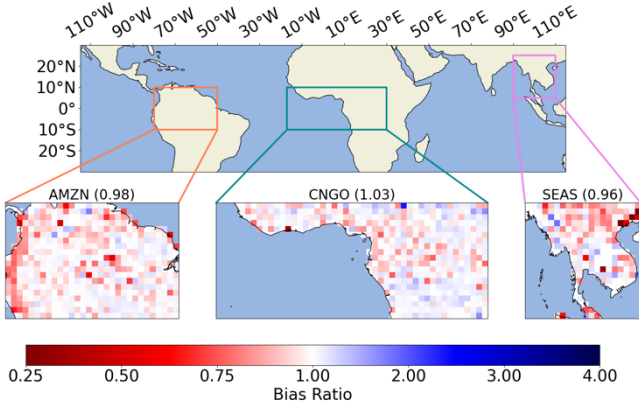 110°W 90°W 70°W 50°W 30°W 10°W 10°E 30°E 50°E 70°E 90°E 110°E
20°N
10°N
0°
10°S
20°S
AMZN (0.98) CNGO (1.03) SEAS (0.96)
0.25 0.50 0.75 1.00 2.00 3.00 4.00
Bias Ratio